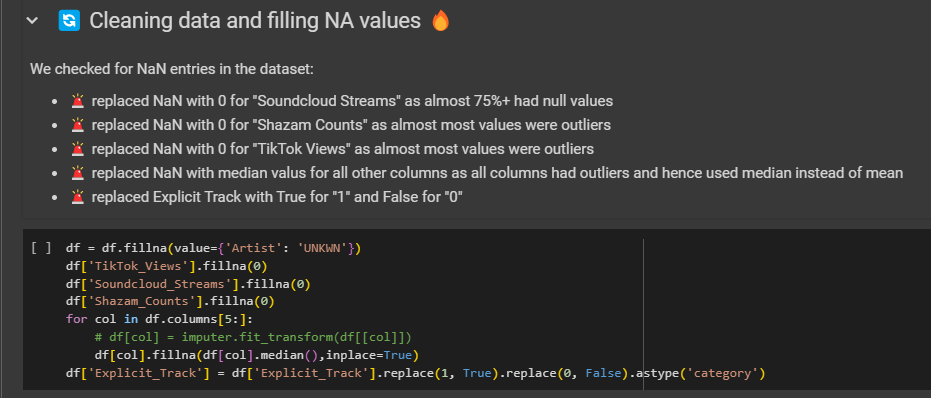 Cleaning data and filling NA values 🔥
We checked for NaN entries in the dataset:
• 🚨 replaced NaN with 0 for "Soundcloud Streams" as almost 75%+ had null values
• 🚨 replaced NaN with 0 for "Shazam Counts" as almost most values were outliers
• 🚨 replaced NaN with 0 for "TikTok Views" as almost most values were outliers
• 🚨 replaced NaN with median valus for all other columns as all columns had outliers and hence used median instead of mean
• 🚨 replaced Explicit Track with True for "1" and False for "0"
[ ] df = df.fillna(value={'Artist': 'UNKWN'})
df['TikTok_Views'].fillna(0)
df['Soundcloud_Streams'].fillna(0)
df['Shazam_Counts'].fillna(0)
for col in df.columns[5:]:
    # df[col] = imputer.fit_transform(df[[col]])
    df[col].fillna(df[col].median(),inplace=True)
df['Explicit_Track'] = df['Explicit_Track'].replace(1, True).replace(0, False).astype('category')